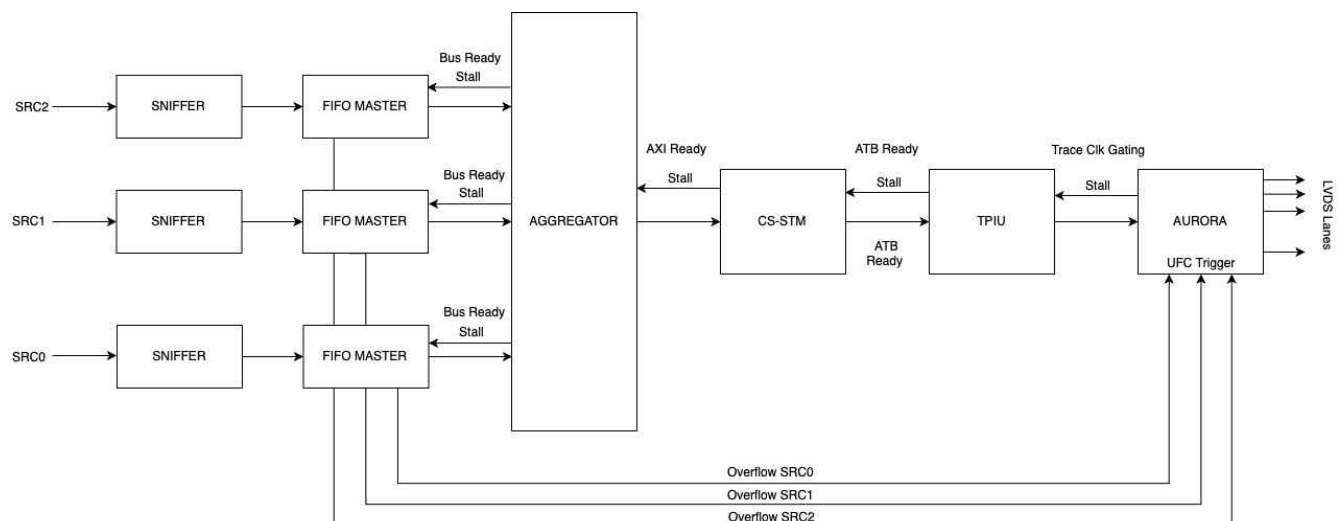 Bus Ready
Stall
SRC2
SNIFFER
FIFO MASTER
AXI Ready
ATB Ready
Trace Clk Gating
Bus Ready
Stall
Stall
Stall
Stall
SRC1
SNIFFER
FIFO MASTER
AGGREGATOR
CS-STM
TPIU
AURORA
LVDS Lanes
ATB
Ready
UFC Trigger
Bus Ready
Stall
SRC0
SNIFFER
FIFO MASTER
Overflow SRC0
Overflow SRC1
Overflow SRC2